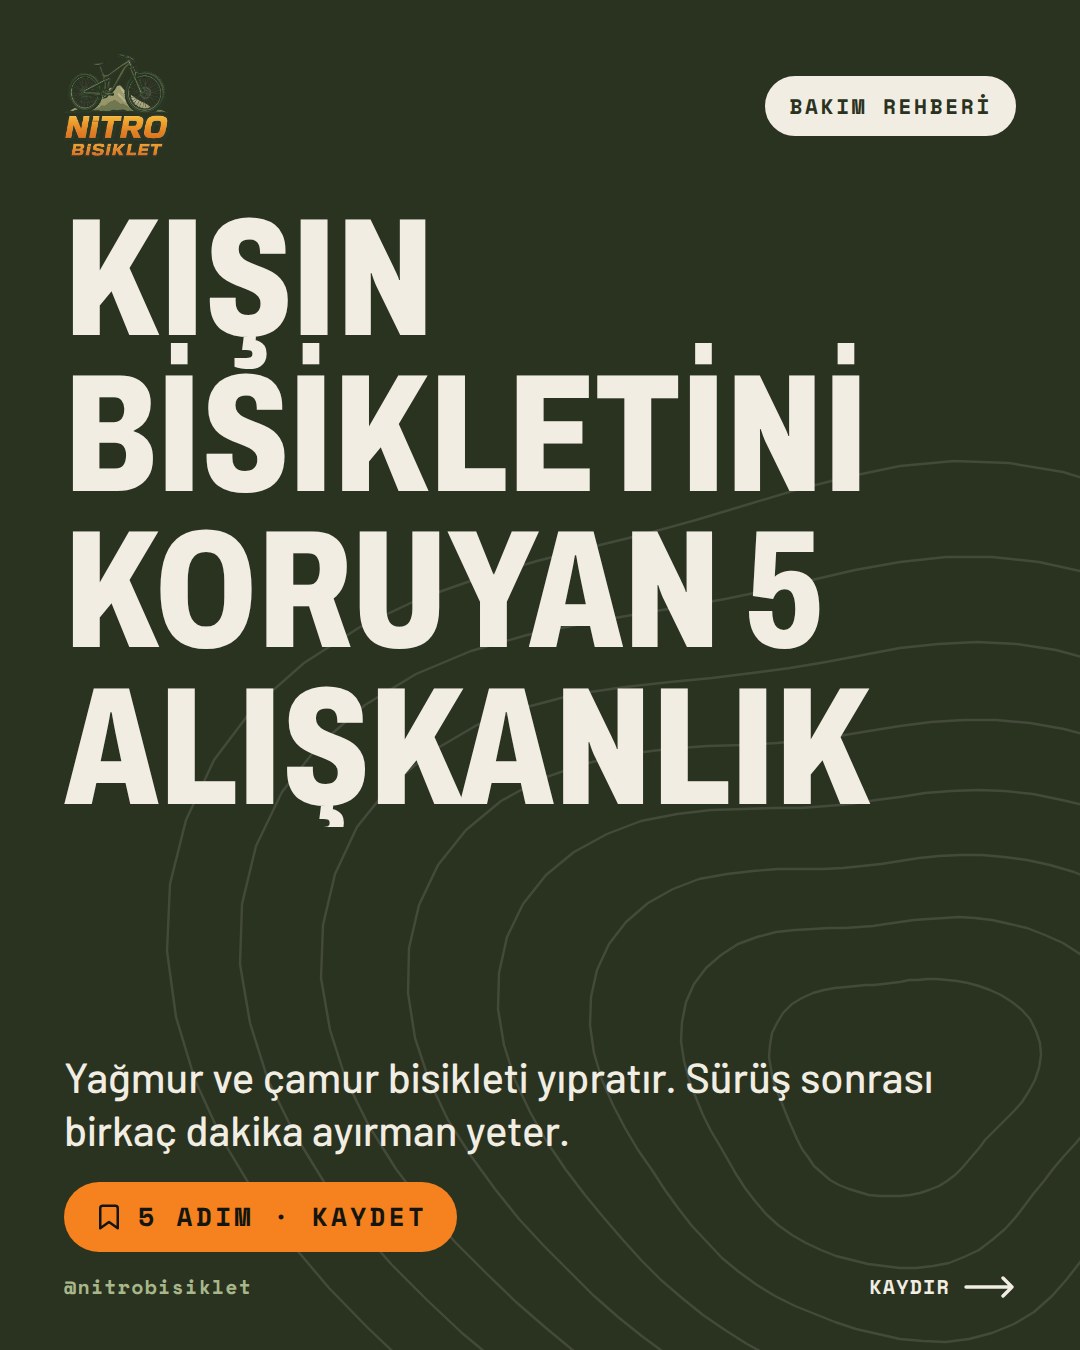 NiTRO
BISIKLET
BAKIM REHBERİ
KIŞIN
BİSİKLETİNİ
KORUYAN 5
ALIŞKANLIK
Yağmur ve çamur bisikleti yıpratır. Sürüş sonrası
birkaç dakika ayırman yeter.
5 ADIM · KAYDET
@nitrobisiklet
KAYDIR